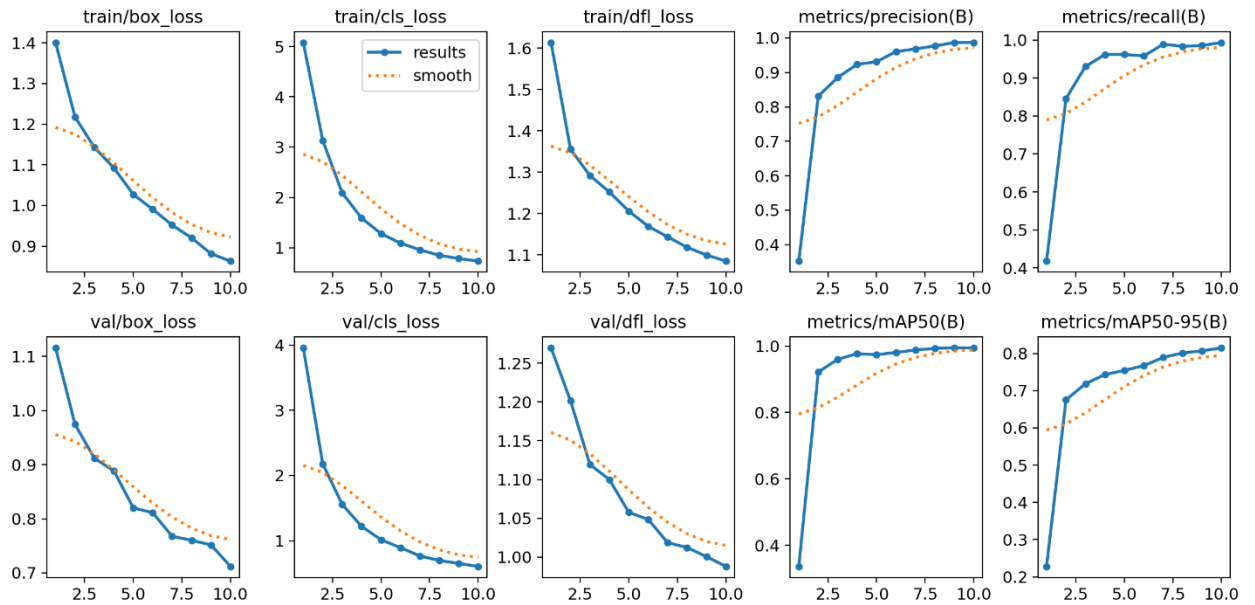 train/box_loss
train/cls_loss
train/dfl_loss
metrics/precision(B)
metrics/recall(B)
1.4
1.3
1.2
1.1
1.0
0.9
2.5 5.0 7.5 10.0
5
4
3
2
1
results
smooth
2.5 5.0 7.5 10.0
1.6
1.5
1.4
1.3
1.2
1.1
2.5 5.0 7.5 10.0
1.0
0.9
0.8
0.7
0.6
0.5
0.4
2.5 5.0 7.5 10.0
1.0
0.9
0.8
0.7
0.6
0.5
0.4
2.5 5.0 7.5 10.0
val/box_loss
val/cls_loss
val/dfl_loss
metrics/mAP50(B)
metrics/mAP50-95(B)
1.1
1.0
0.9
0.8
0.7
2.5 5.0 7.5 10.0
4
3
2
1
2.5 5.0 7.5 10.0
1.25
1.20
1.15
1.10
1.05
1.00
2.5 5.0 7.5 10.0
1.0
0.8
0.6
0.4
2.5 5.0 7.5 10.0
0.8
0.7
0.6
0.5
0.4
0.3
0.2
2.5 5.0 7.5 10.0